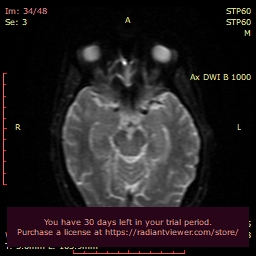 Im: 34/48
Se: 3
A
STP60
STP60
M
Ax DWI B 1000
R
L
You have 30 days left in your trial period.
Purchase a license at https://radiantviewer.com/store/